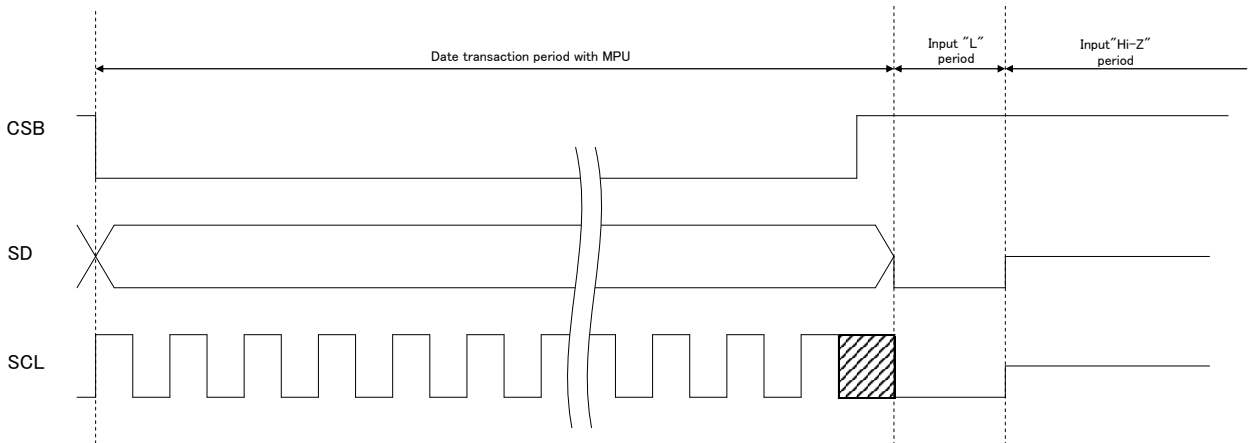 Date transaction period with MPU
Input "L"
period
Input"Hi-Z"
period
CSB
SD
SCL